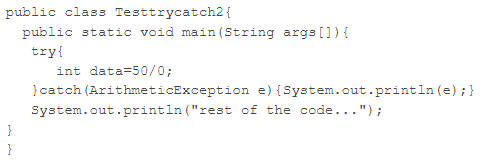 public class Testtrycatch2{
  public static void main(String args[]){
   try{
      int data=50/0;
   }catch(ArithmeticException e){System.out.println(e);}
   System.out.println("rest of the code...");
}
}